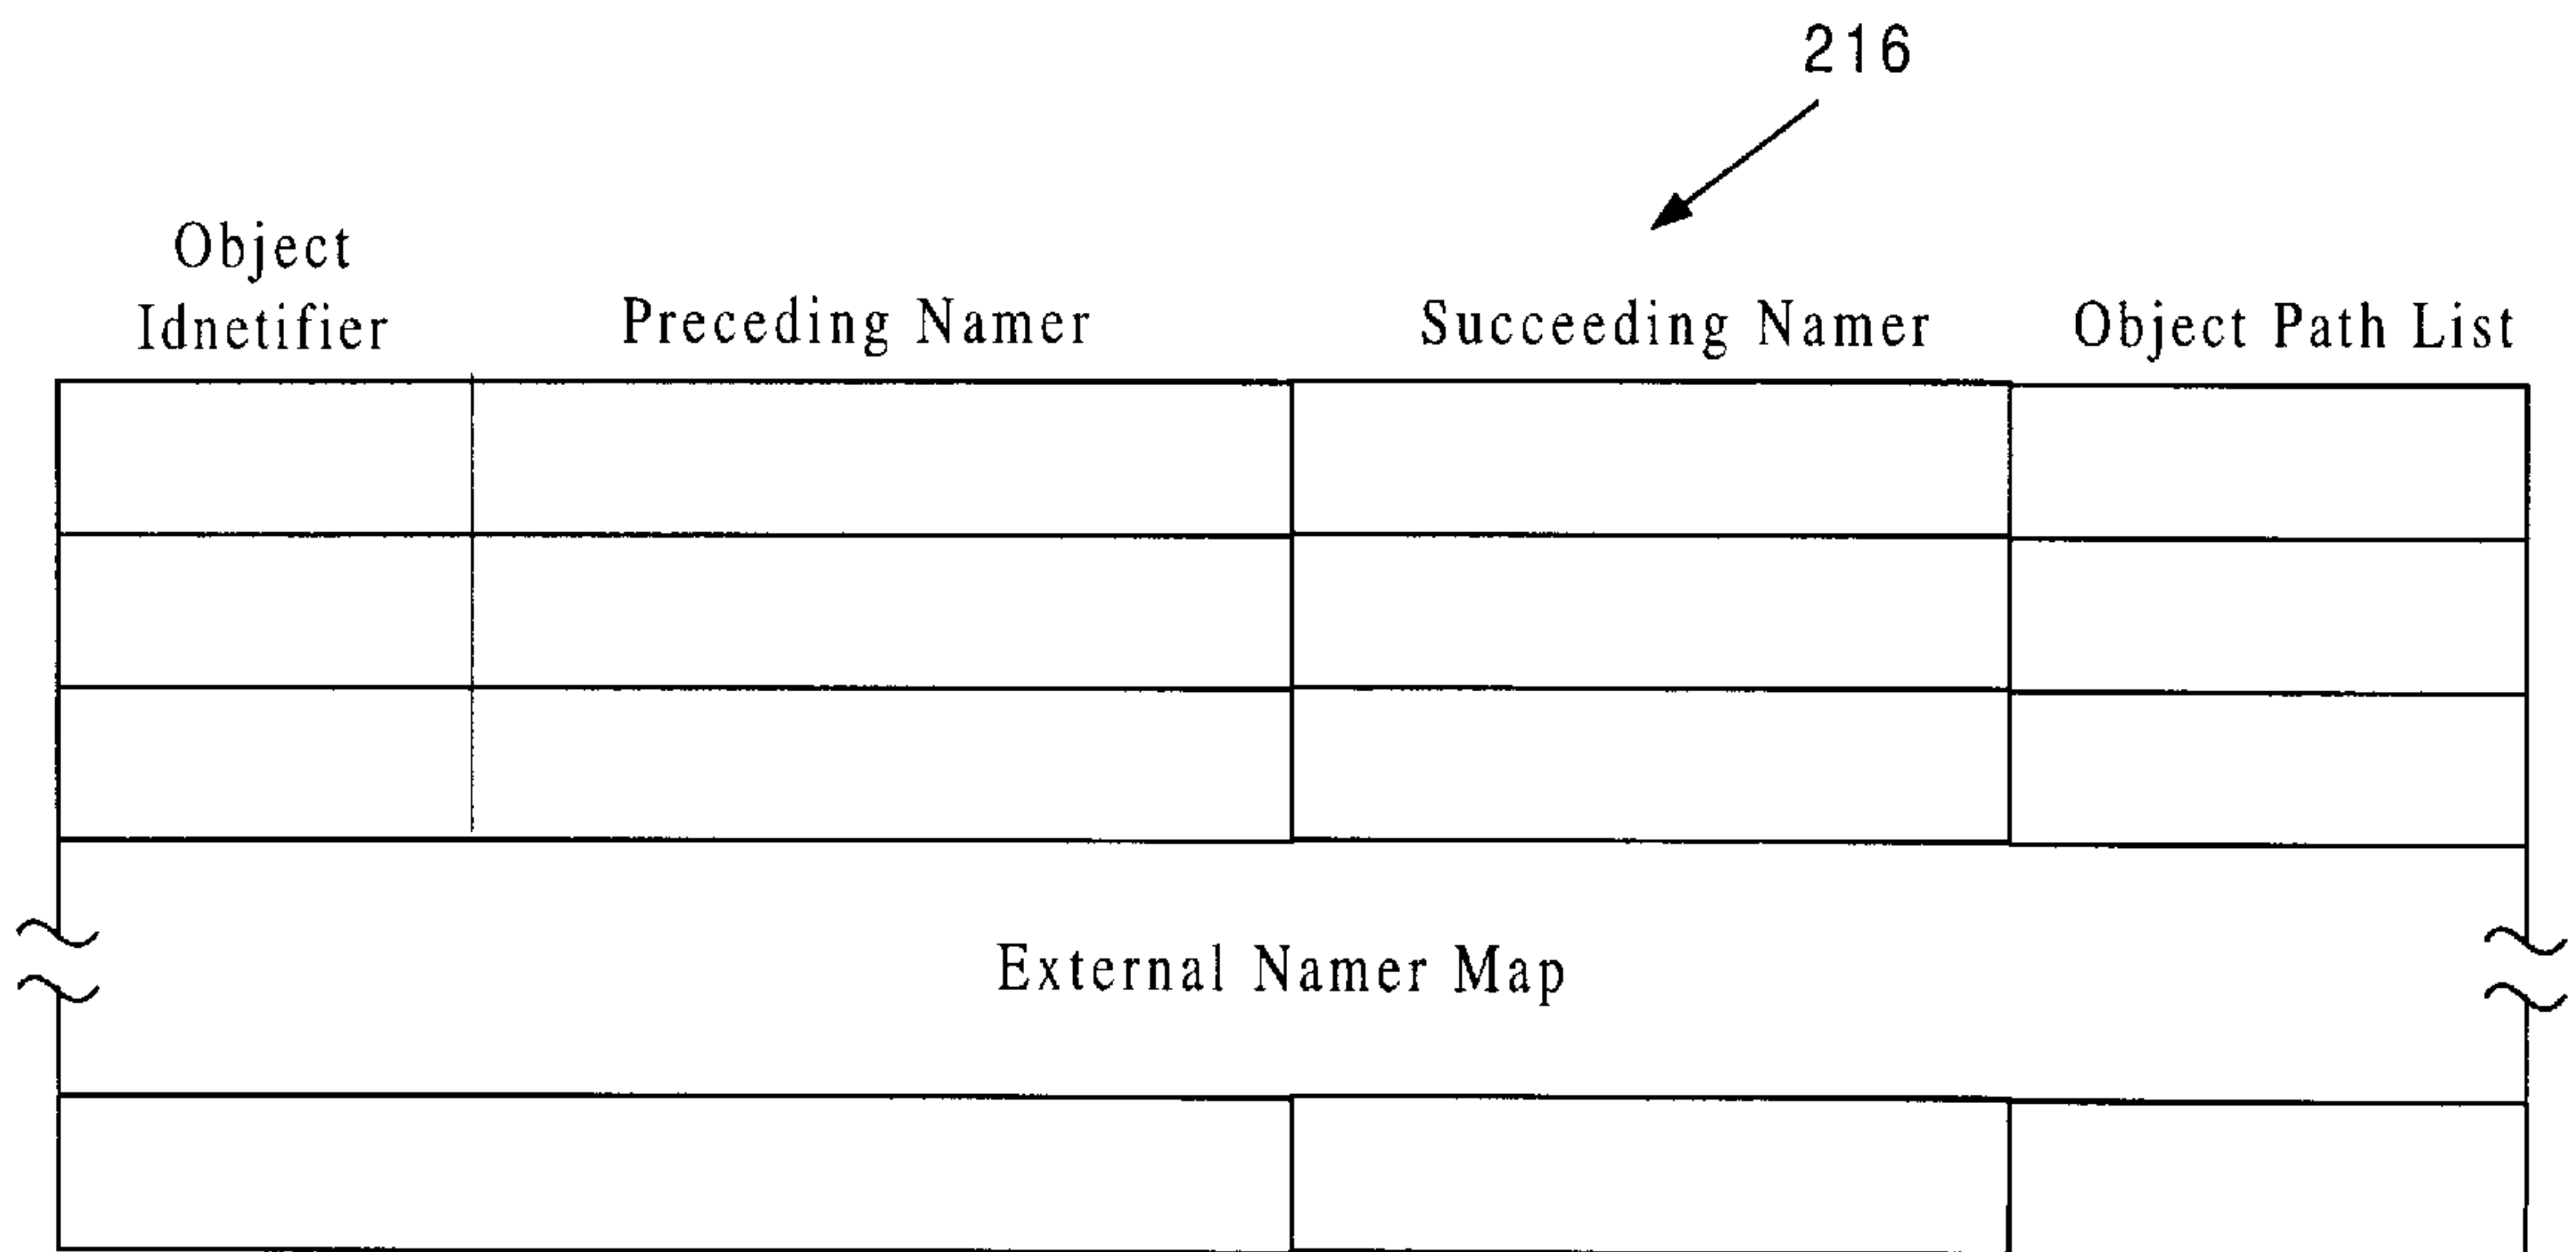 216
Object
Idnetifier
Preceding Namer
Succeeding Namer
Object Path List
External Namer Map